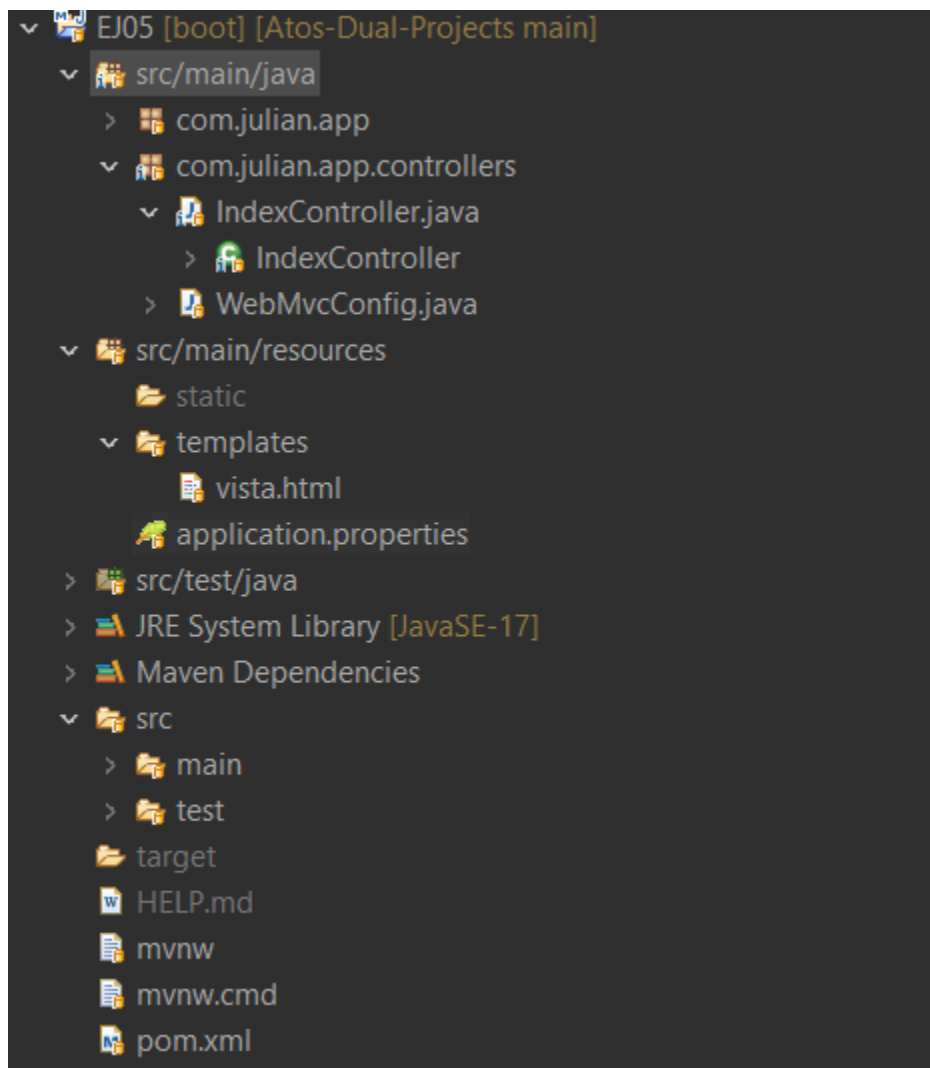 EJ05 [boot] [Atos-Dual-Projects main]
src/main/java
com.julian.app
com.julian.app.controllers
IndexController.java
IndexController
WebMvcConfig.java
src/main/resources
static
templates
vista.html
application.properties
src/test/java
JRE System Library [JavaSE-17]
Maven Dependencies
src
main
test
target
HELP.md
mvnw
mvnw.cmd
pom.xml